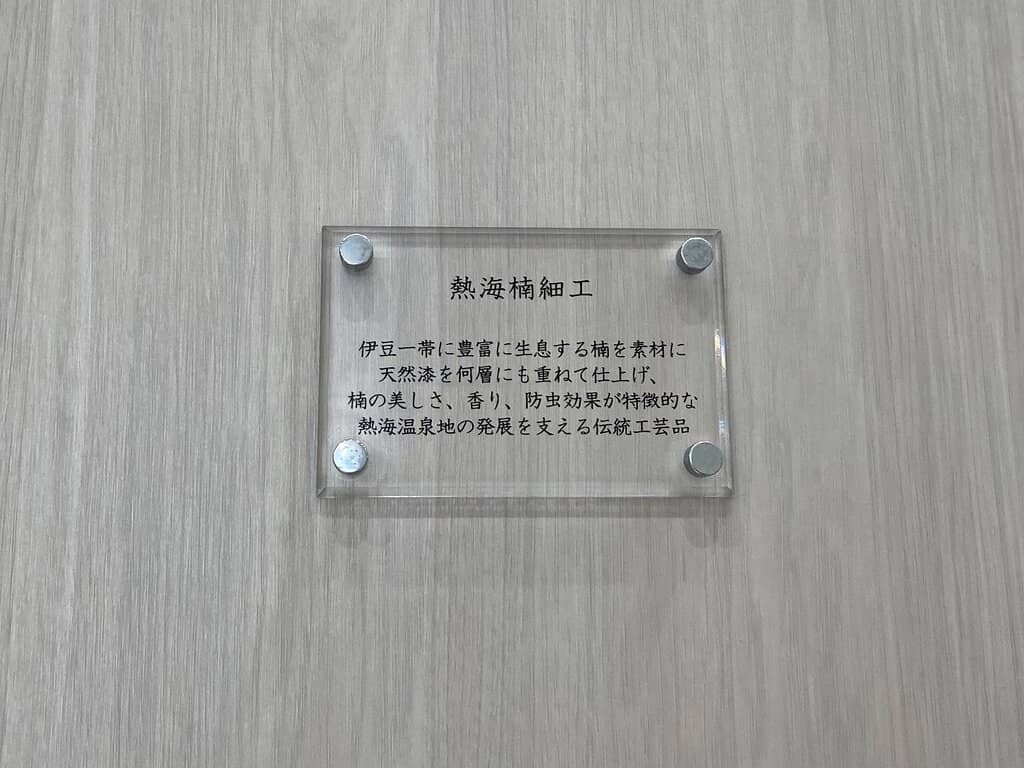 熱海楠細工
伊豆一帯に豊富に生息する楠を素材に
天然漆を何層にも重ねて仕上げ、
楠の美しさ、香り、防虫効果が特徴的な
熱海温泉地の発展を支える伝統工芸品